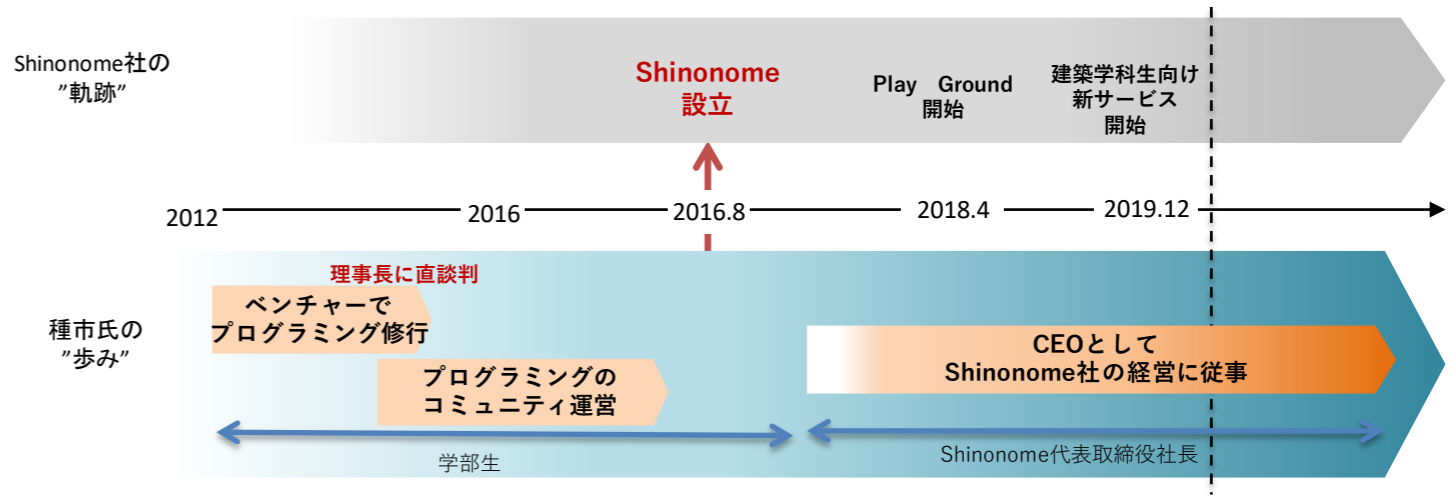 Shinonome社の
”軌跡”
Shinonome
設立
Play　Ground
開始
建築学科生向け
新サービス
開始
2012
2016
2016.8
2018.4
2019.12
種市氏の
”歩み”
理事長に直談判
ベンチャーで
プログラミング修行
プログラミングの
コミュニティ運営
CEOとして
Shinonome社の経営に従事
学部生
Shinonome代表取締役社長